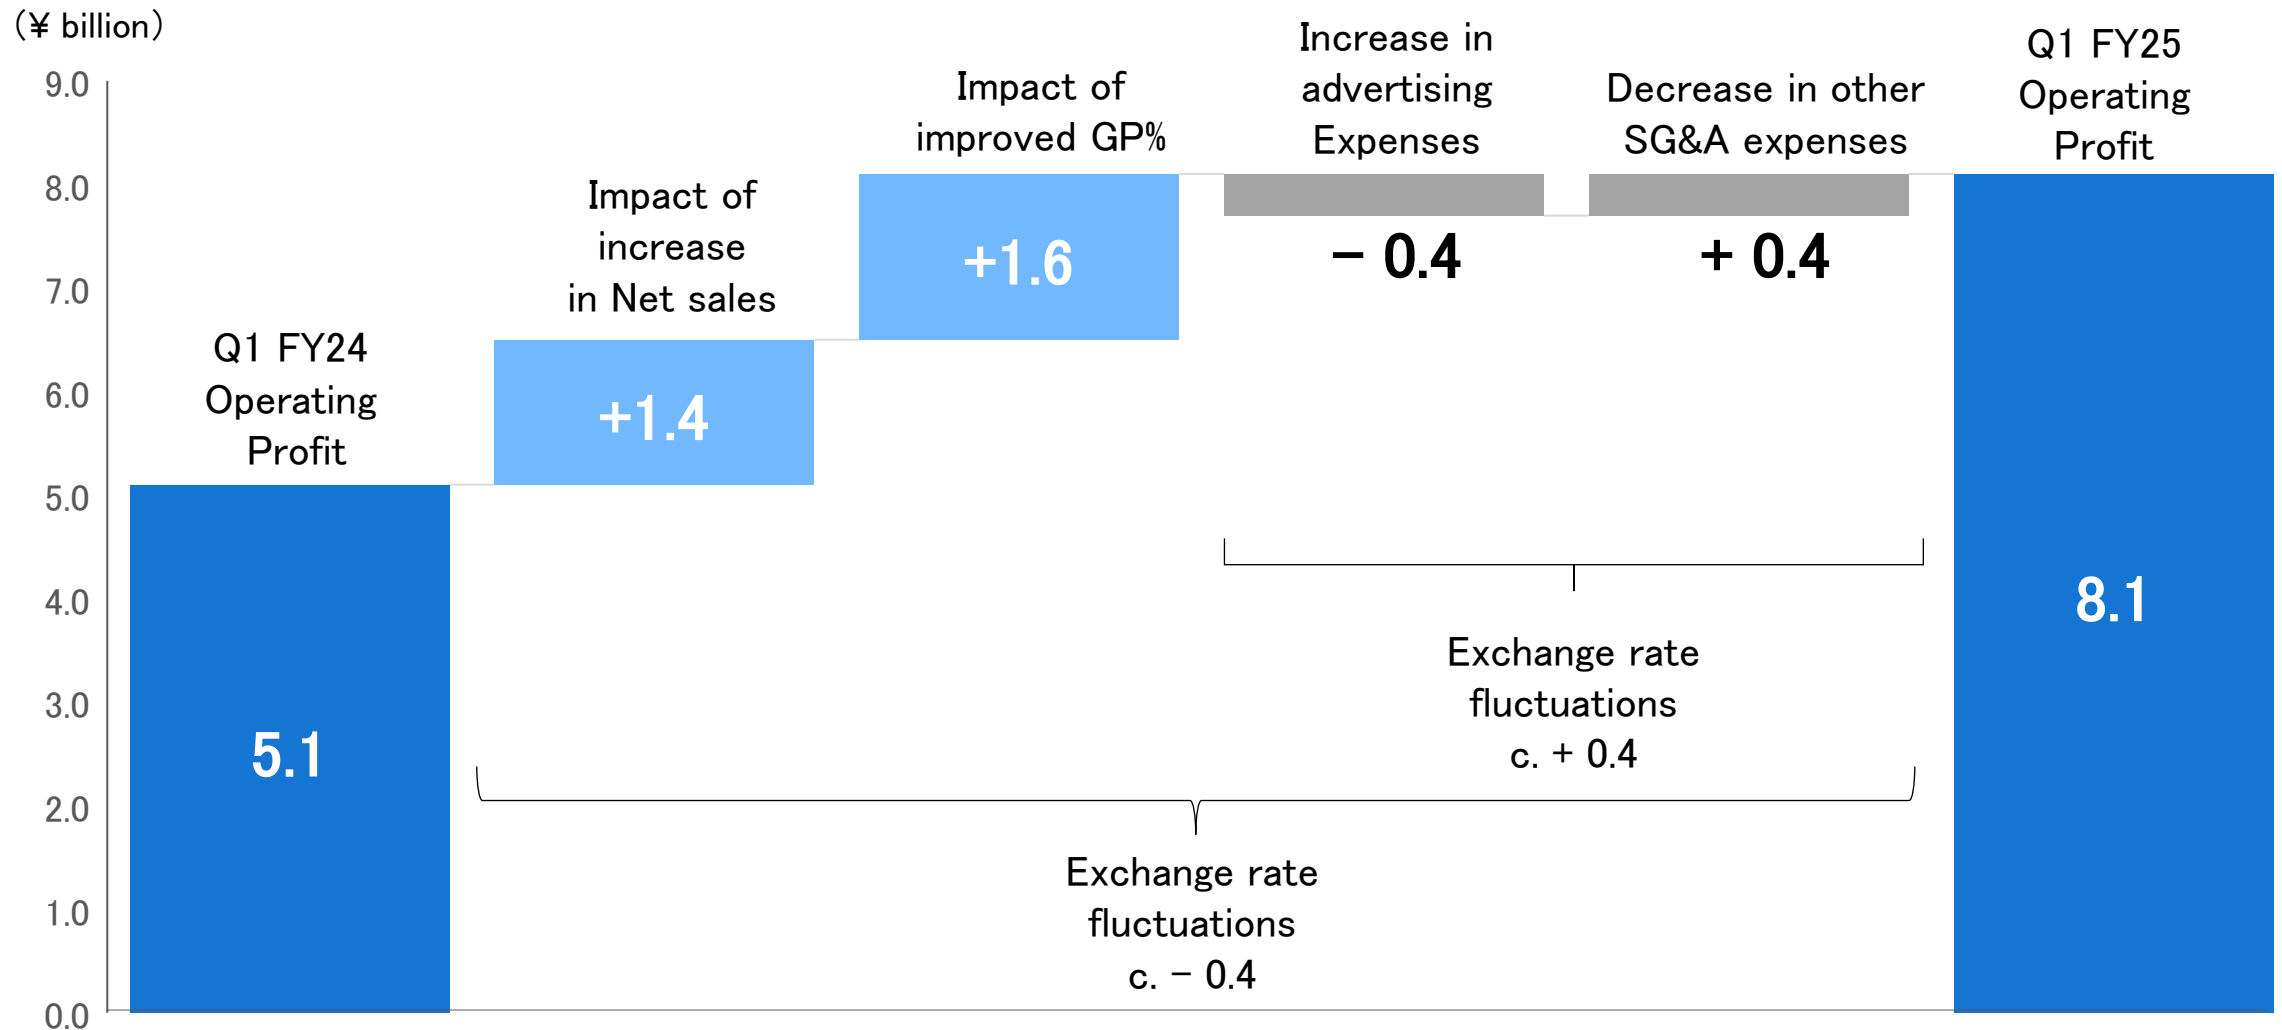 (¥ billion)
9.0
8.0
7.0
6.0
5.0
4.0
3.0
2.0
1.0
0.0
Q1 FY24
Operating
Profit
5.1
Impact of
increase
in Net sales
+1.4
Impact of
improved GP%
+1.6
Increase in
advertising
Expenses
− 0.4
Decrease in other
SG&A expenses
+ 0.4
Q1 FY25
Operating
Profit
8.1
Exchange rate
fluctuations
c. + 0.4
Exchange rate
fluctuations
c. − 0.4